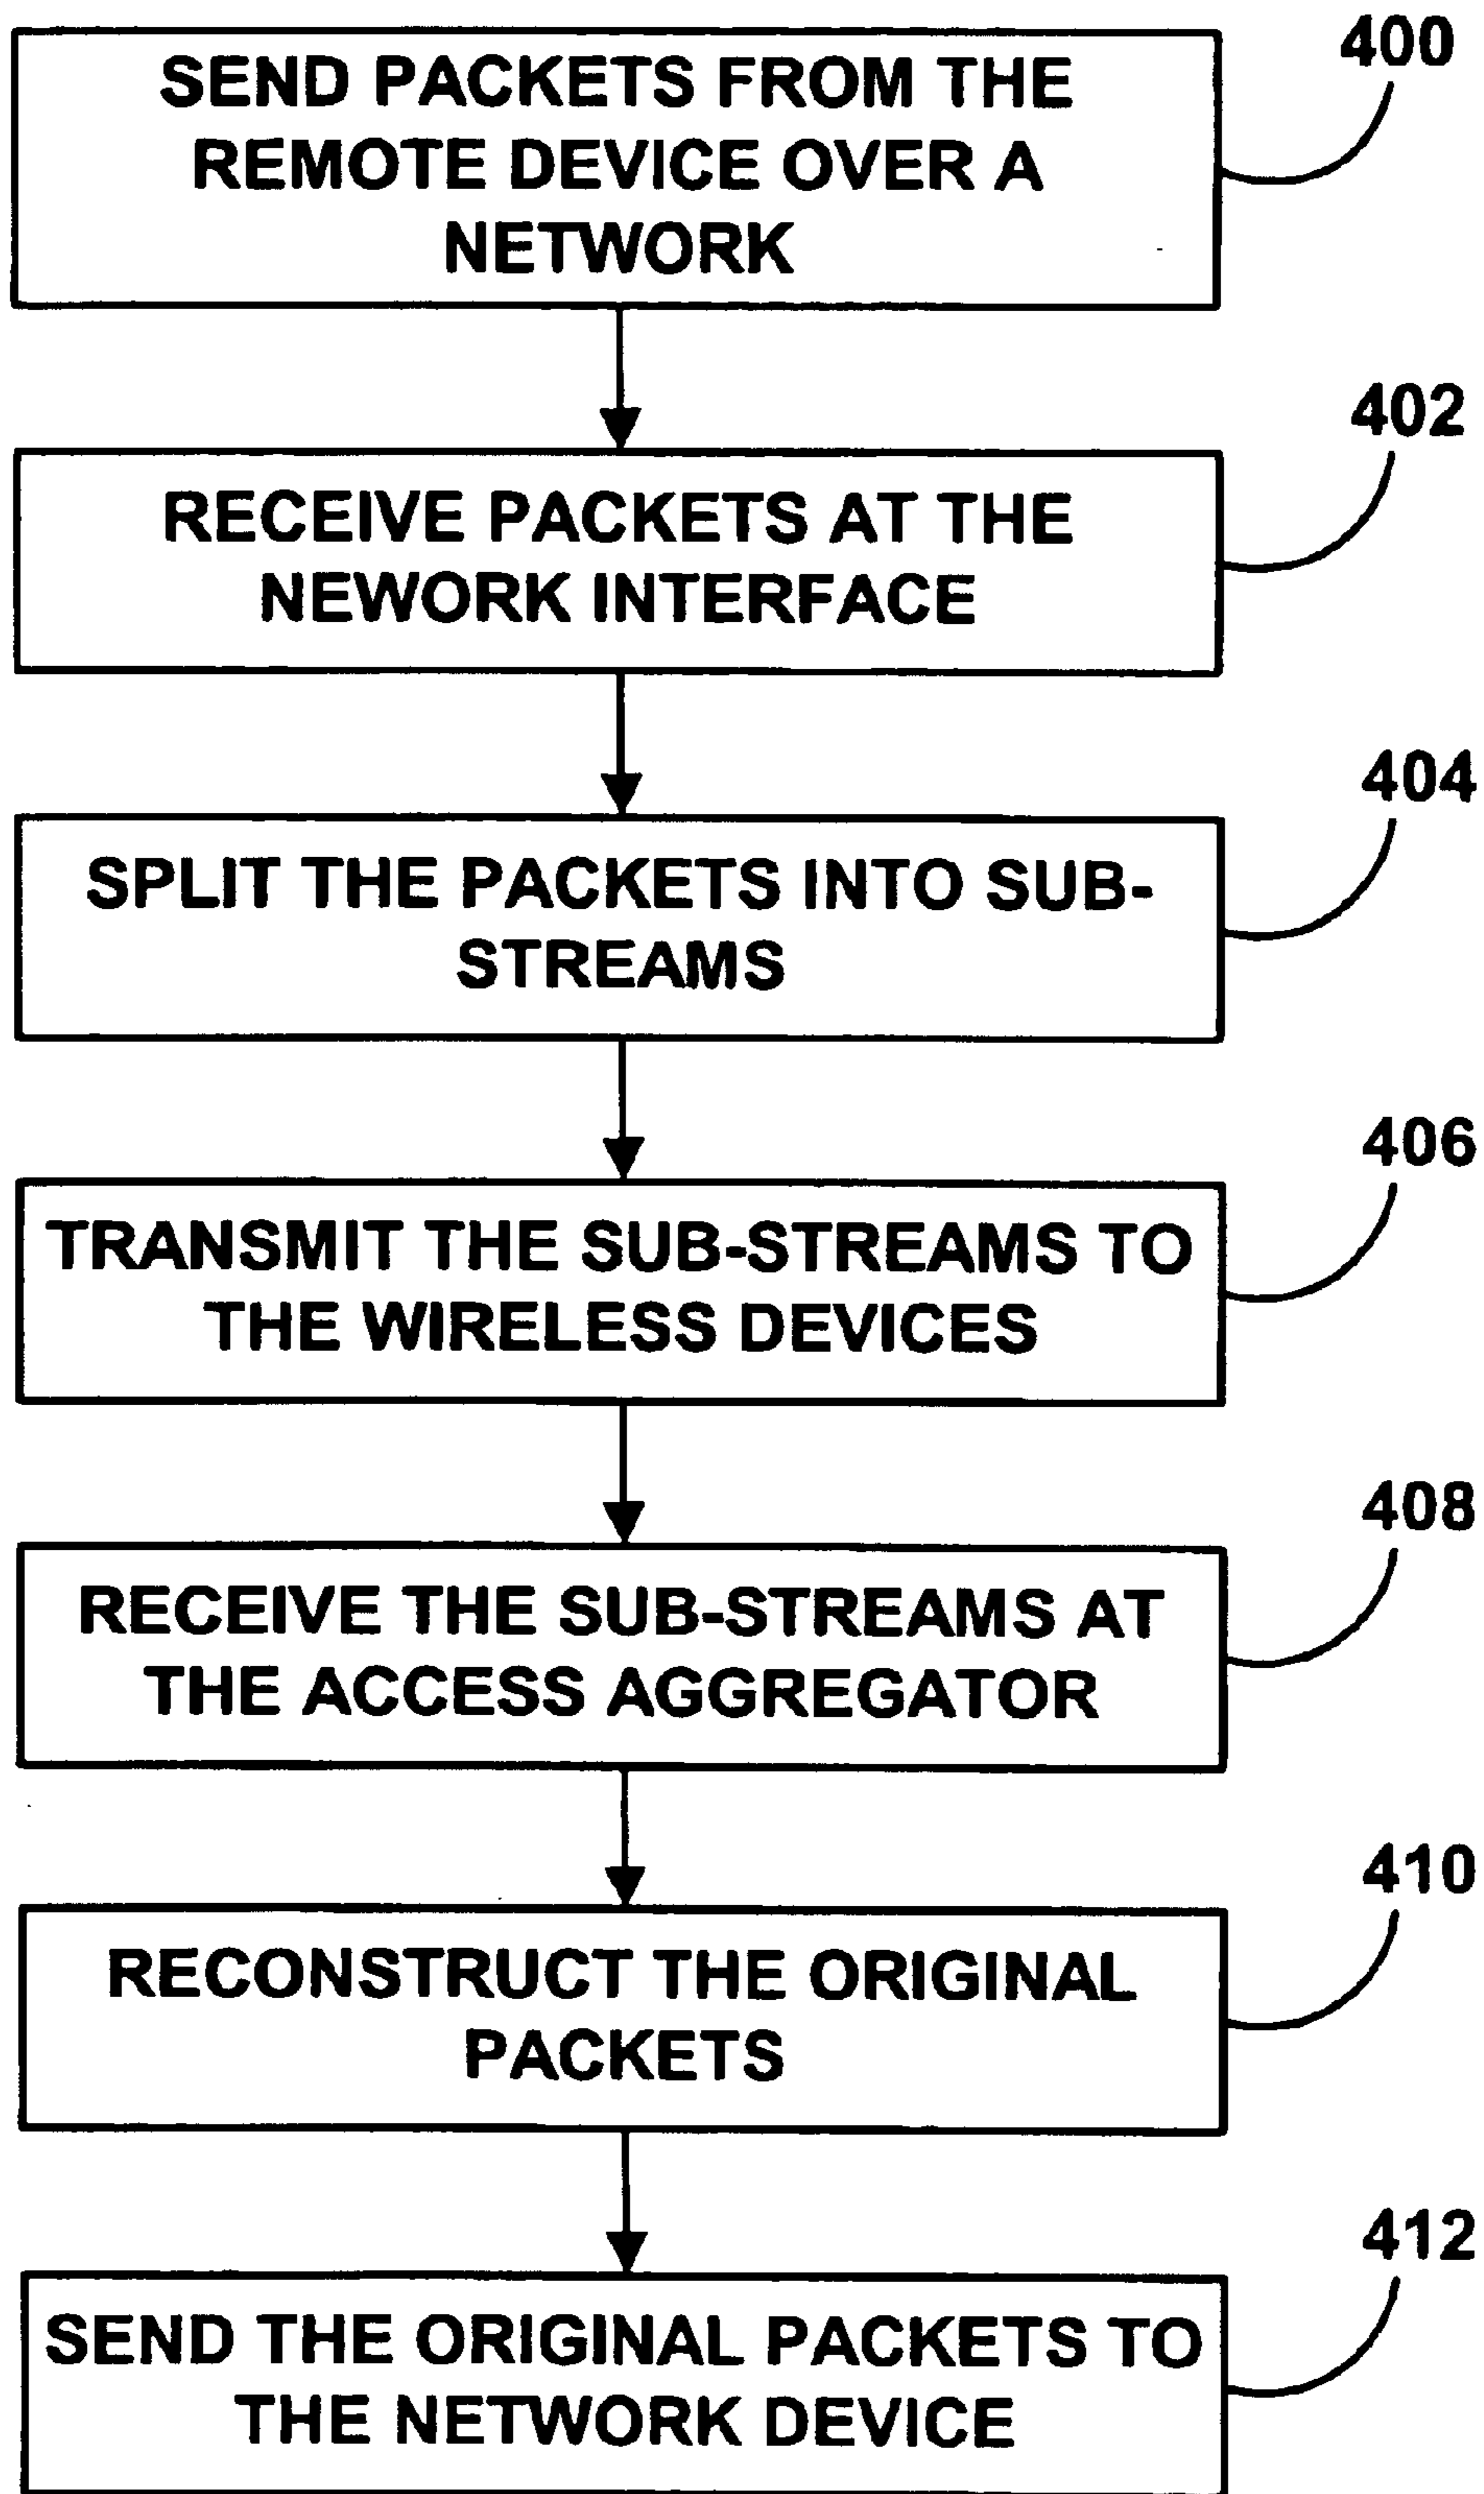 400
SEND PACKETS FROM THE
REMOTE DEVICE OVER A
NETWORK
402
RECEIVE PACKETS AT THE
NEWORK INTERFACE
404
SPLIT THE PACKETS INTO SUB-
STREAMS
406
TRANSMIT THE SUB-STREAMS TO
THE WIRELESS DEVICES
408
RECEIVE THE SUB-STREAMS AT
THE ACCESS AGGREGATOR
410
RECONSTRUCT THE ORIGINAL
PACKETS
412
SEND THE ORIGINAL PACKETS TO
THE NETWORK DEVICE